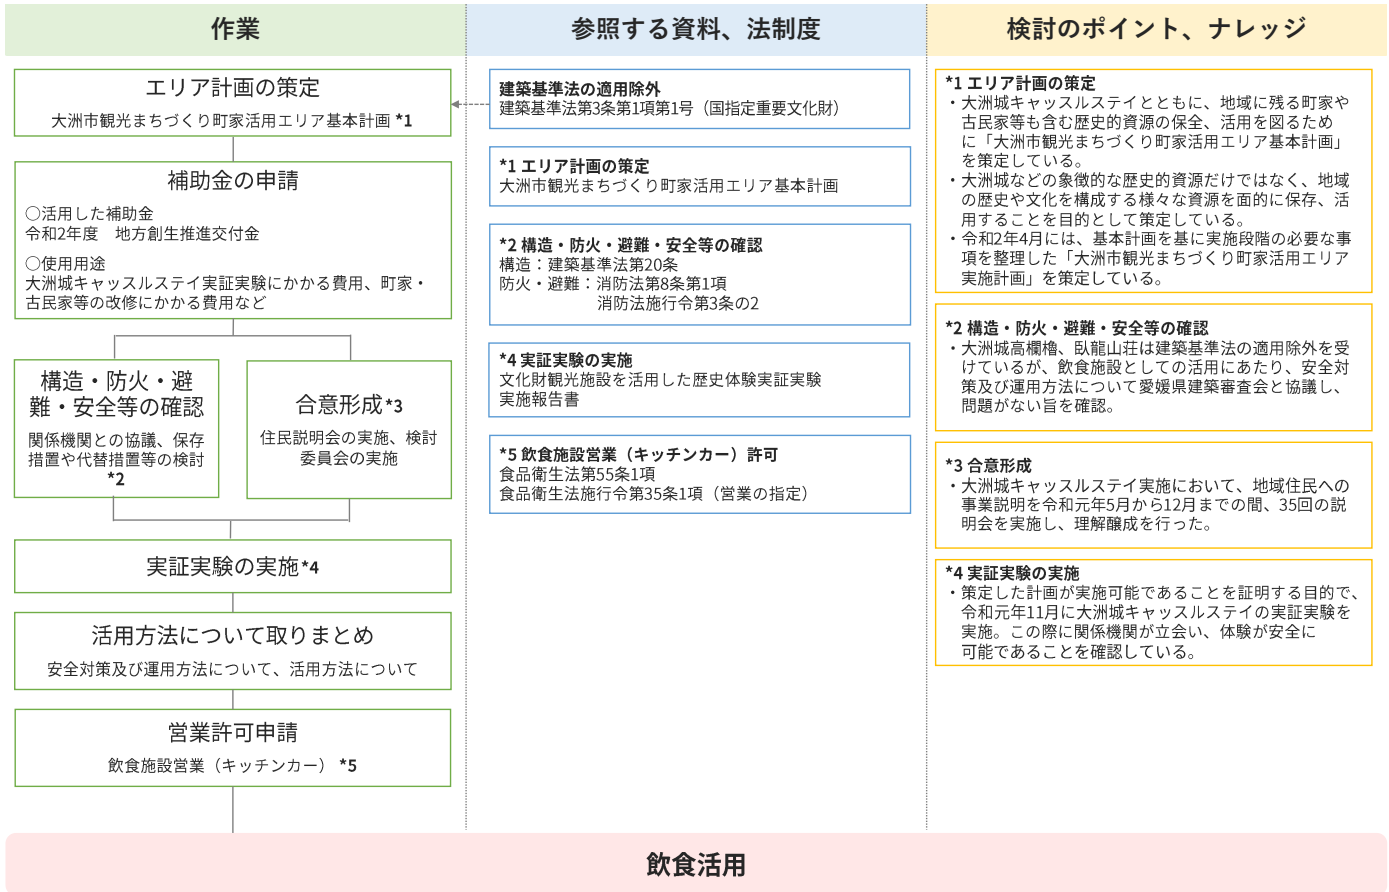 作業
エリア計画の策定
大洲市観光まちづくり町家活用エリア基本計画 *1
補助金の申請
○活用した補助金
令和2年度　地方創生推進交付金
○使用用途
大洲城キャッスルステイ実証実験にかかる費用、町家・
古民家等の改修にかかる費用など
構造・防火・避
難・安全等の確認
関係機関との協議、保存
措置や代替措置等の検討
*2
合意形成*3
住民説明会の実施、検討
委員会の実施
実証実験の実施*4
活用方法について取りまとめ
安全対策及び運用方法について、活用方法について
営業許可申請
飲食施設営業（キッチンカー） *5
参照する資料、法制度
建築基準法の適用除外
建築基準法第3条第1項第1号（国指定重要文化財）
*1 エリア計画の策定
大洲市観光まちづくり町家活用エリア基本計画
*2 構造・防火・避難・安全等の確認
構造：建築基準法第20条
防火・避難：消防法第8条第1項
消防法施行令第3条の2
*4 実証実験の実施
文化財観光施設を活用した歴史体験実証実験
実施報告書
*5 飲食施設営業（キッチンカー）許可
食品衛生法第55条1項
食品衛生法施行令第35条1項（営業の指定）
検討のポイント、ナレッジ
*1 エリア計画の策定
・大洲城キャッスルステイとともに、地域に残る町家や
古民家等も含む歴史的資源の保全、活用を図るため
に「大洲市観光まちづくり町家活用エリア基本計画」
を策定している。
・大洲城などの象徴的な歴史的資源だけではなく、地域
の歴史や文化を構成する様々な資源を面的に保存、活
用することを目的として策定している。
・令和2年4月には、基本計画を基に実施段階の必要な事
項を整理した「大洲市観光まちづくり町家活用エリア
実施計画」を策定している。
*2 構造・防火・避難・安全等の確認
・大洲城高欄櫓、臥龍山荘は建築基準法の適用除外を受
けているが、飲食施設としての活用にあたり、安全対
策及び運用方法について愛媛県建築審査会と協議し、
問題がない旨を確認。
*3 合意形成
・大洲城キャッスルステイ実施において、地域住民への
事業説明を令和元年5月から12月までの間、35回の説
明会を実施し、理解醸成を行った。
*4 実証実験の実施
・策定した計画が実施可能であることを証明する目的で、
令和元年11月に大洲城キャッスルステイの実証実験を
実施。この際に関係機関が立会い、体験が安全に
可能であることを確認している。
飲食活用